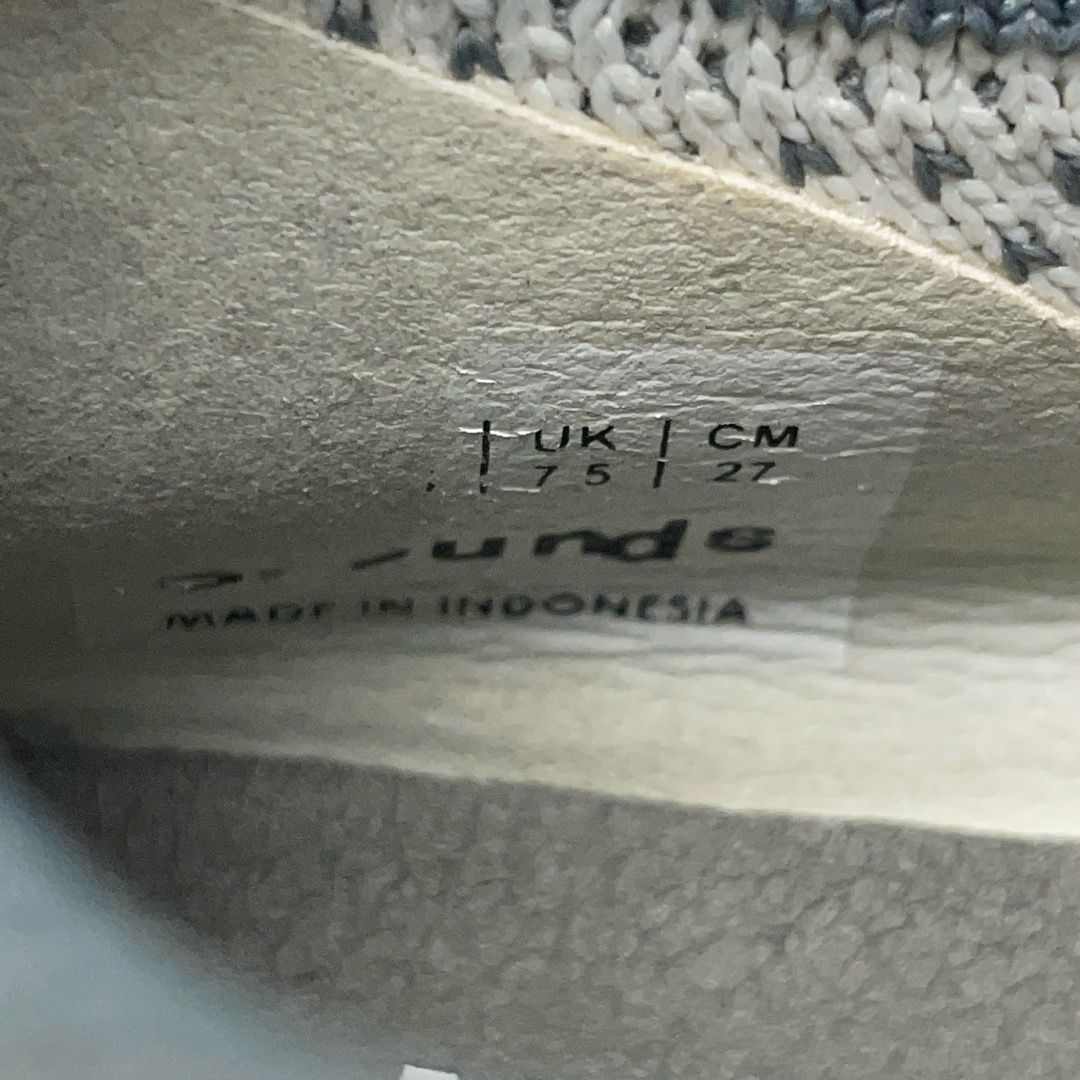 | UK | CM
7 5 | 27
MADE IN INDONESIA